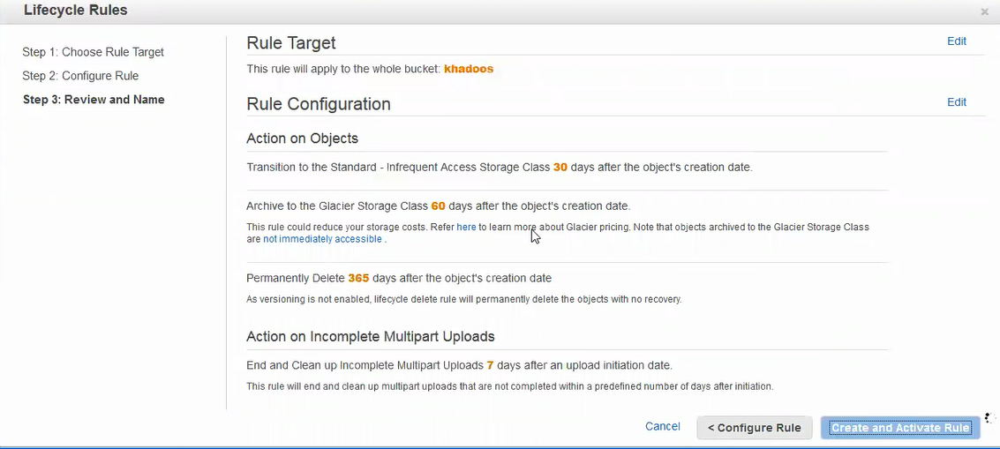 Lifecycle Rules
×
Step 1: Choose Rule Target
Step 2: Configure Rule
Step 3: Review and Name
Rule Target
Edit
This rule will apply to the whole bucket: khadoos
Rule Configuration
Edit
Action on Objects
Transition to the Standard - Infrequent Access Storage Class 30 days after the object's creation date.
Archive to the Glacier Storage Class 60 days after the object's creation date.
This rule could reduce your storage costs. Refer here to learn more about Glacier pricing. Note that objects archived to the Glacier Storage Class
are not immediately accessible .
Permanently Delete 365 days after the object's creation date
As versioning is not enabled, lifecycle delete rule will permanently delete the objects with no recovery.
Action on Incomplete Multipart Uploads
End and Clean up Incomplete Multipart Uploads 7 days after an upload initiation date.
This rule will end and clean up multipart uploads that are not completed within a predefined number of days after initiation.
Cancel
< Configure Rule
Create and Activate Rule